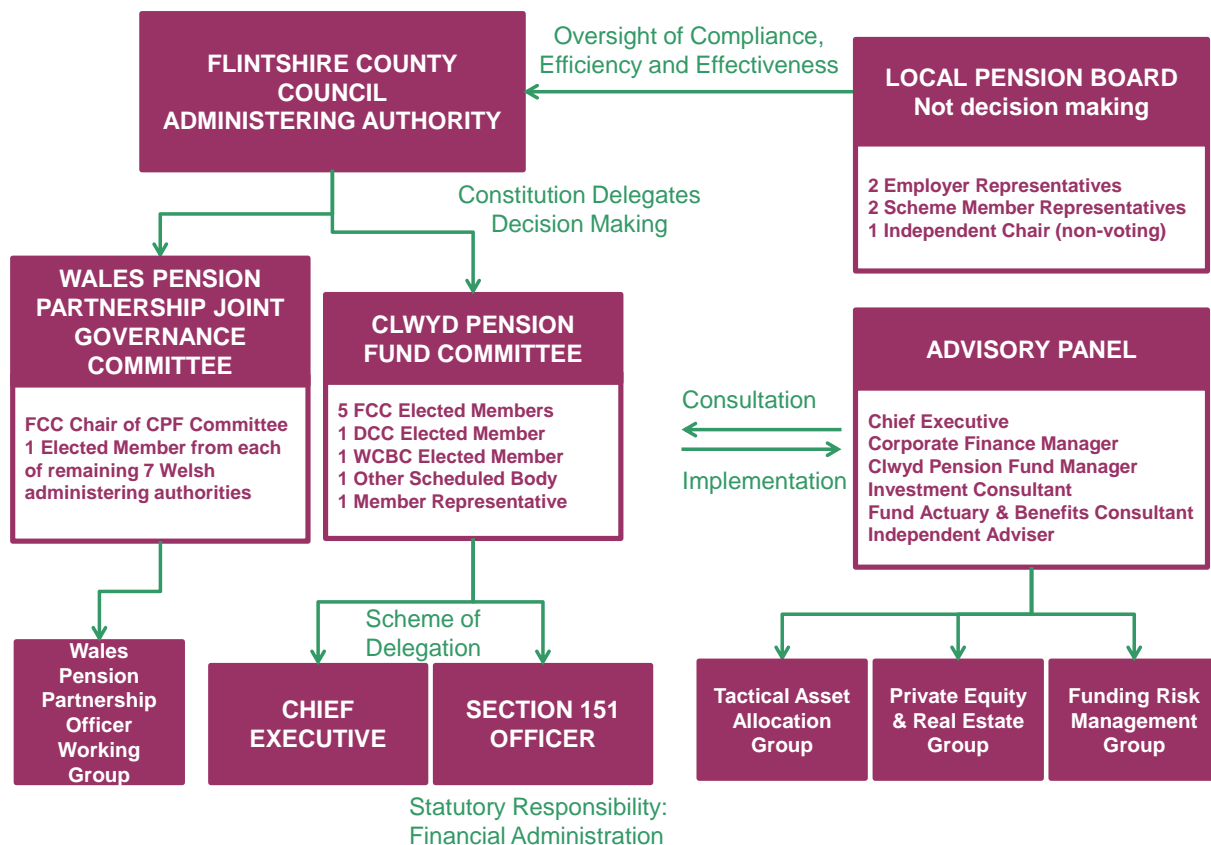 FLINTSHIRE COUNTY
COUNCIL
ADMINISTERING AUTHORITY
Oversight of Compliance,
Efficiency and Effectiveness
LOCAL PENSION BOARD
Not decision making
2 Employer Representatives
2 Scheme Member Representatives
1 Independent Chair (non-voting)
Constitution Delegates
Decision Making
WALES PENSION
PARTNERSHIP JOINT
GOVERNANCE
COMMITTEE
FCC Chair of CPF Committee
1 Elected Member from each
of remaining 7 Welsh
administering authorities
CLWYD PENSION
FUND COMMITTEE
5 FCC Elected Members
1 DCC Elected Member
1 WCBC Elected Member
1 Other Scheduled Body
1 Member Representative
Consultation
Implementation
ADVISORY PANEL
Chief Executive
Corporate Finance Manager
Clwyd Pension Fund Manager
Investment Consultant
Fund Actuary & Benefits Consultant
Independent Adviser
Scheme of
Delegation
Wales
Pension
Partnership
Officer
Working
Group
CHIEF
EXECUTIVE
SECTION 151
OFFICER
Tactical Asset
Allocation
Group
Private Equity
& Real Estate
Group
Funding Risk
Management
Group
Statutory Responsibility:
Financial Administration